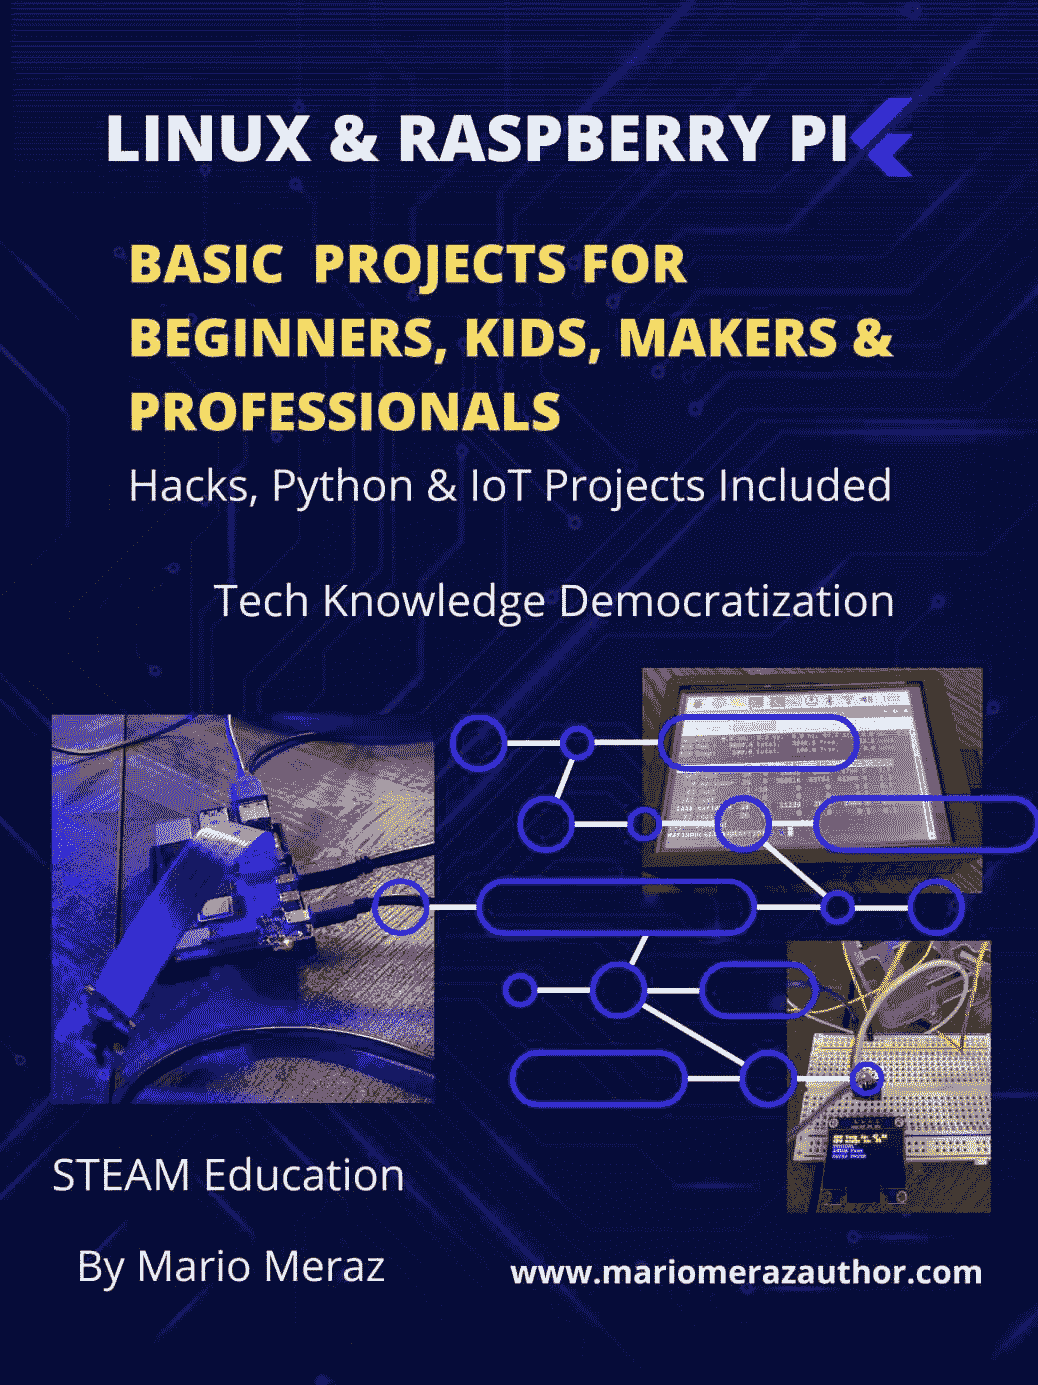 LINUX & RASPBERRY PI
BASIC PROJECTS FOR
BEGINNERS, KIDS, MAKERS &
PROFESSIONALS
Hacks, Python & IoT Projects Included
Tech Knowledge Democratization
STEAM Education
By Mario Meraz
www.mariomerazauthor.com